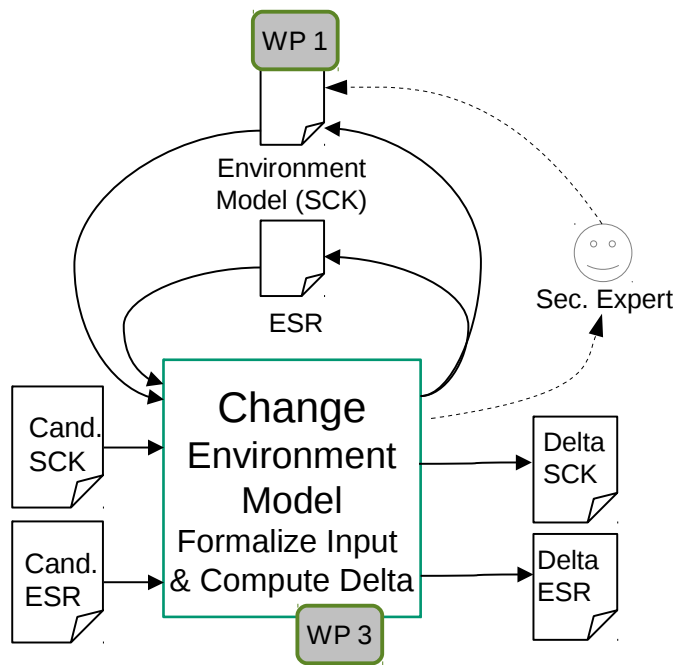 WP 1
Environment
Model (SCK)
ESR
Sec. Expert
Cand.
SCK
Cand.
ESR
Change
Environment
Model
Formalize Input
& Compute Delta
WP 3
Delta
SCK
Delta
ESR